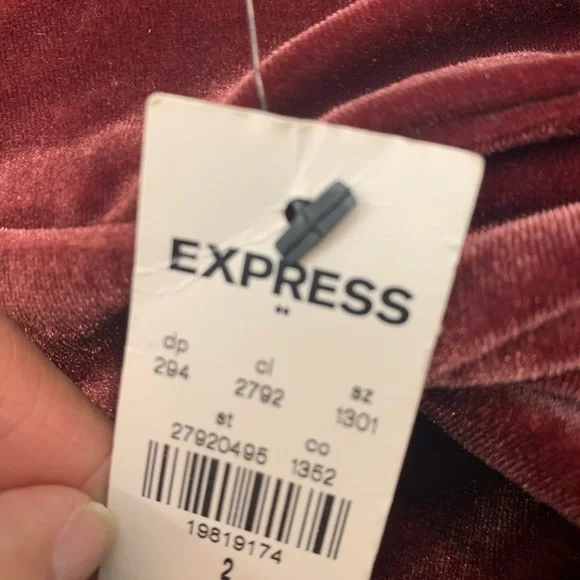 EXPRESS
dp cl sz
294 2792 1301
st co
27920495 1352
19819174
2